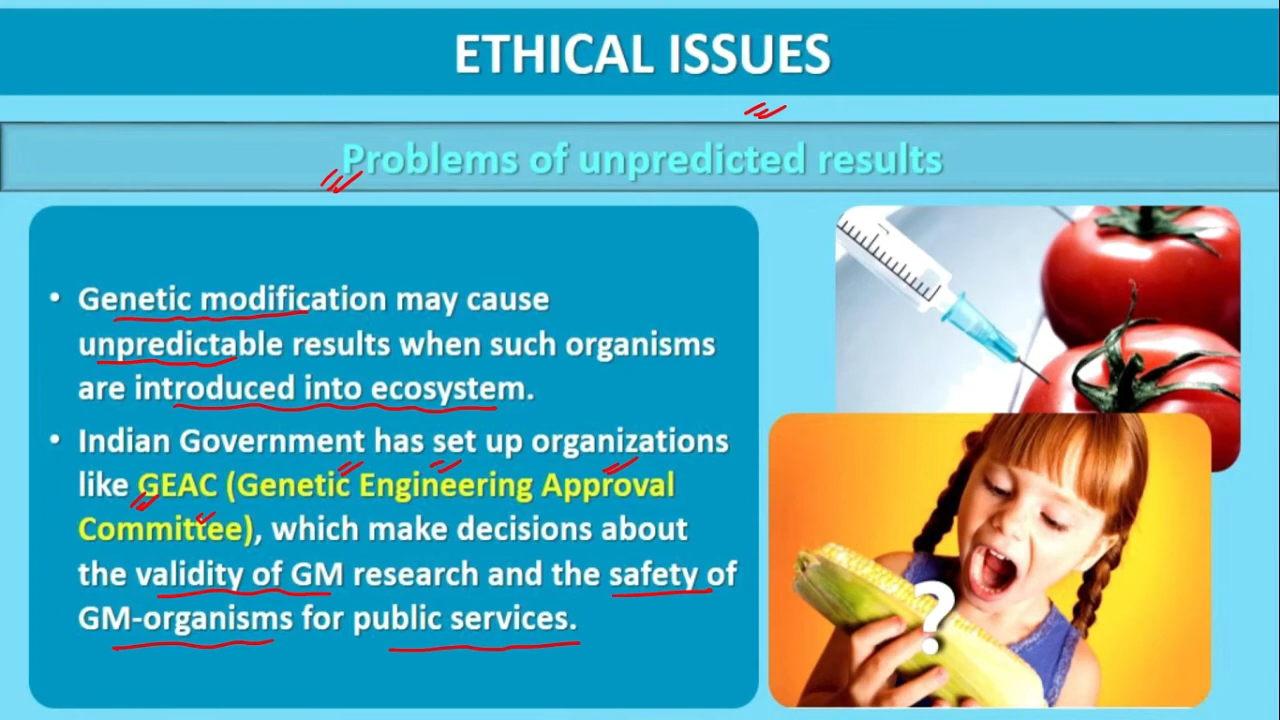 ETHICAL ISSUES
Problems of unpredicted results
• Genetic modification may cause
unpredictable results when such organisms
are introduced into ecosystem.
• Indian Government has set up organizations
like GEAC (Genetic Engineering Approval
Committee), which make decisions about
the validity of GM research and the safety of
GM-organisms for public services.
?